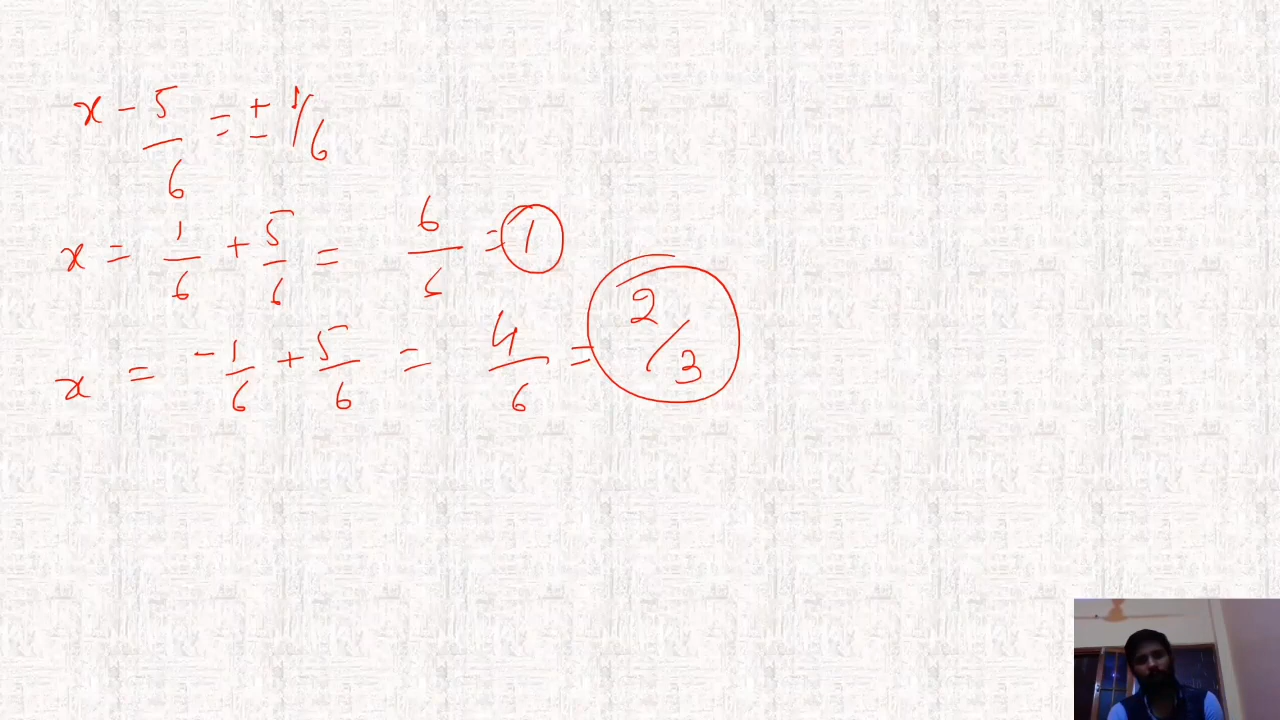 x - 5/6 = ± 1/6
x = 1/6 + 5/6 = 6/6 = 1
x = -1/6 + 5/6 = 4/6 = 2/3